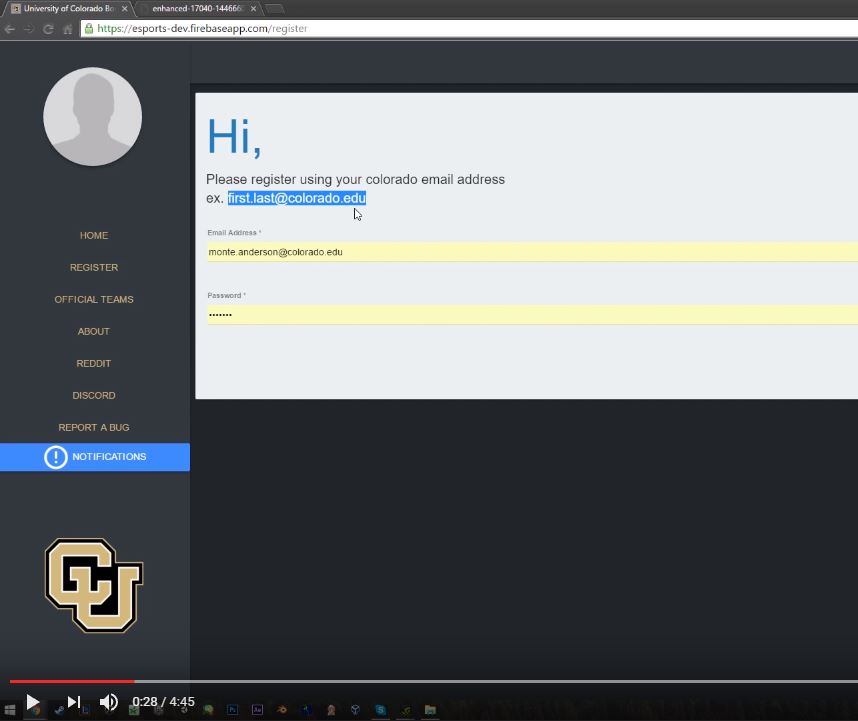 University of Colorado Bo
enhanced-17040-1446660
https://esports-dev.firebaseapp.com/register
Hi,
Please register using your colorado email address
ex. first.last@colorado.edu
Email Address *
monte.anderson@colorado.edu
Password *
•••••••
HOME
REGISTER
OFFICIAL TEAMS
ABOUT
REDDIT
DISCORD
REPORT A BUG
! NOTIFICATIONS
CU
0:28 / 4:45